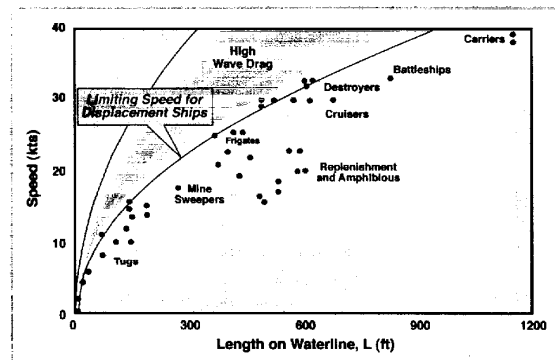 40
30
20
10
0
Speed (kts)
High
Wave Drag
Limiting Speed for
Displacement Ships
Carriers
Battleships
Destroyers
Cruisers
Frigates
Replenishment
and Amphibious
Mine
Sweepers
Tugs
0
300
600
900
1200
Length on Waterline, L (ft)